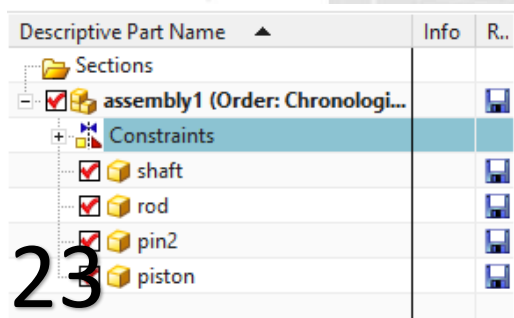 Descriptive Part Name Info R..
Sections
assembly1 (Order: Chronologi...
Constraints
shaft
rod
pin2
piston
23